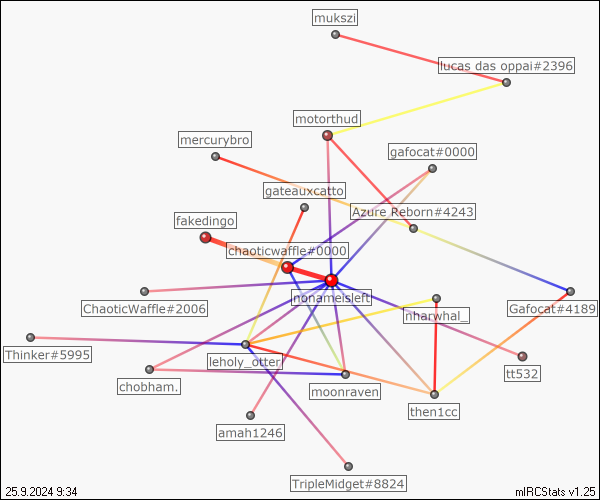 mukszi
lucas das oppai#2396
motorthud
mercurybro
gafocat#0000
gateauxcatto
Azure Reborn#4243
fakedingo
chaoticwaffle#0000
nonameisleft
ChaoticWaffle#2006
Gafocat#4189
nharwhal_
Thinker#5995
leholy_otter
tt532
chobham.
moonraven
then1cc
amah1246
TripleMidget#8824
25.9.2024 9:34
mIRCStats v1.25